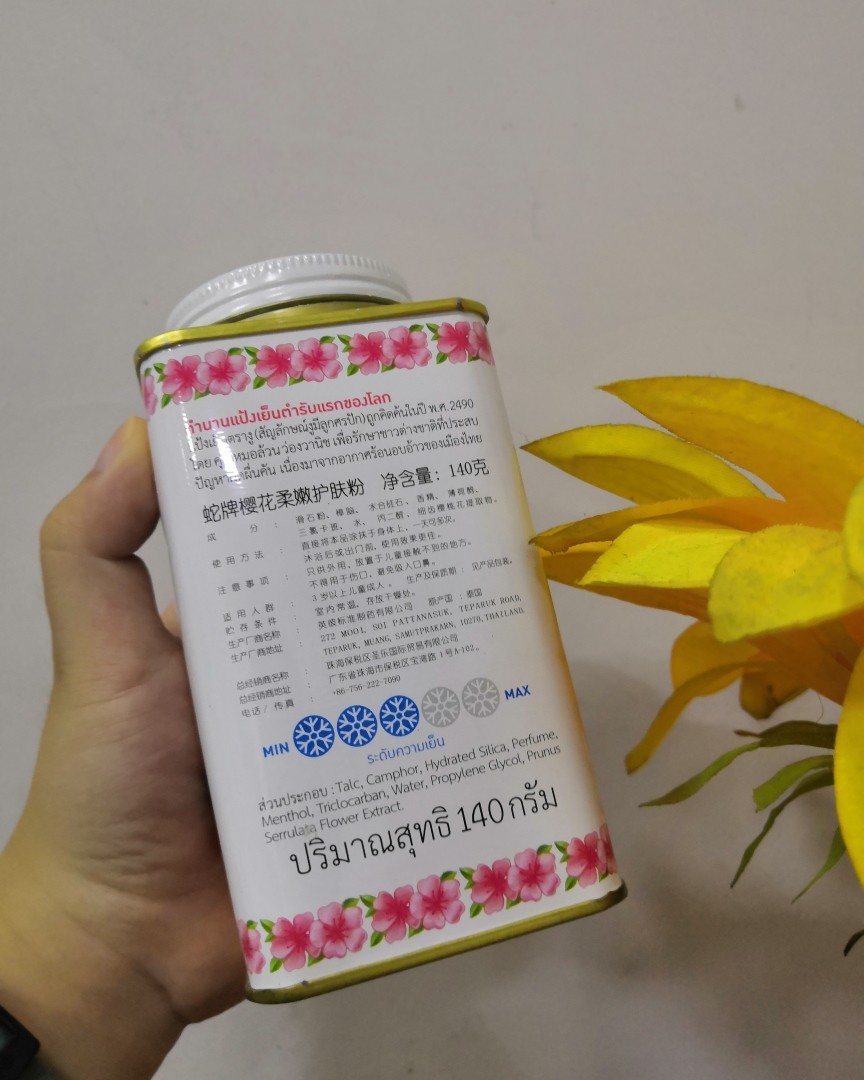 ตำนานแป้งเย็นตำรับแรกของโลก
แป้งเย็นตรางู (สัญลักษณ์งูมีลูกศรปัก) ถูกคิดค้นในปี พ.ศ.2490
โดย คุณหมอล้วน ว่องวานิช เพื่อรักษาชาวต่างชาติที่ประสบ
ปัญหาผดผื่นคัน เนื่องมาจากอากาศร้อนอบอ้าวของเมืองไทย
蛇牌樱花柔嫩护肤粉 净含量：140克
成分：滑石粉、樟脑、水合硅石、香精、薄荷醇、
三氯卡班、水、丙二醇、细齿樱桃花提取物。
使用方法：直接将本品涂抹于身体上，一天可多次。
沐浴后或出门前，使用效果更佳。
注意事项：只供外用，放置于儿童接触不到的地方。
不得用于伤口，避免吸入口鼻。
适用人群：3岁以上儿童成人。 生产及保质期：见产品包装。
贮存条件：室内常温，存放干燥处。
生产厂商名称：英彼标准制药有限公司 原产国：泰国
生产厂商地址：272 MOO1, SOI PATTANASUK, TEPARUK ROAD,
TEPARUK, MUANG, SAMUTPRAKARN, 10270, THAILAND.
总经销商名称：珠海保税区圣乐国际贸易有限公司
总经销商地址：广东省珠海市保税区宝湾路1号A-102。
电话/传真：+86-756-222-7090
MIN MAX
ระดับความเย็น
ส่วนประกอบ : Talc, Camphor, Hydrated Silica, Perfume,
Menthol, Triclocarban, Water, Propylene Glycol, Prunus
Serrulata Flower Extract.
ปริมาณสุทธิ 140 กรัม